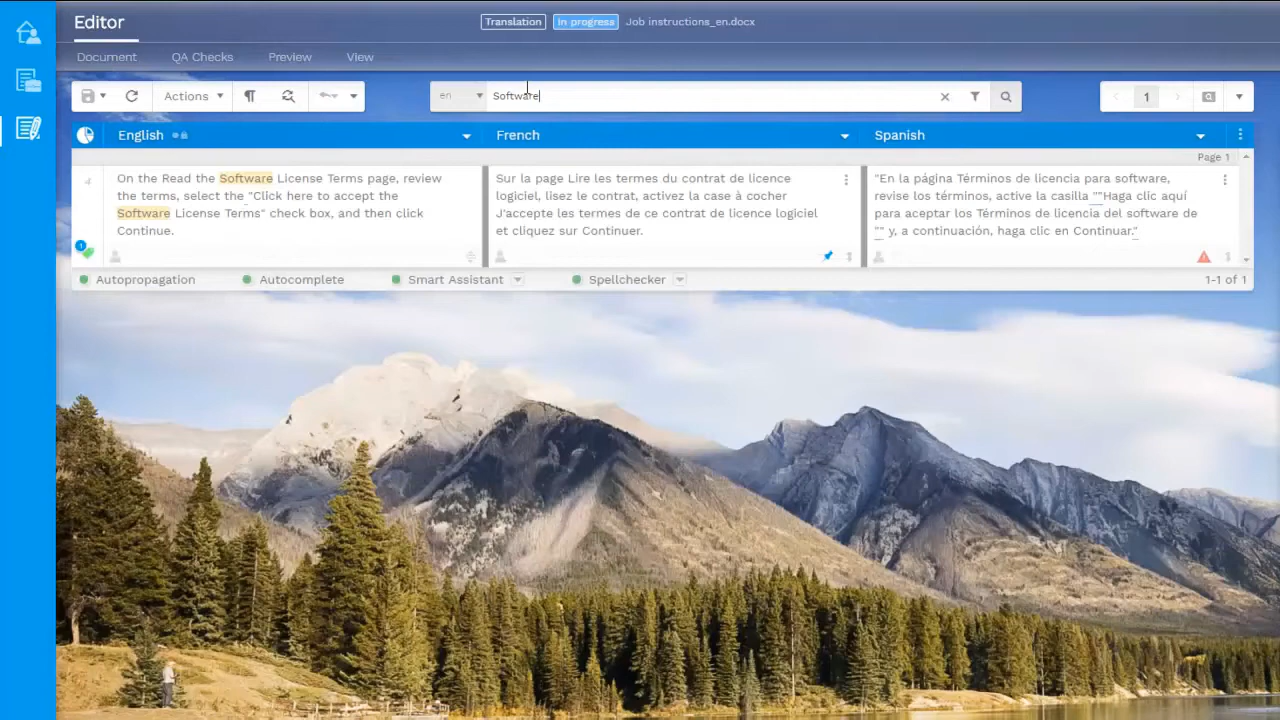 Editor
Translation
In progress
Job instructions_en.docx
Document
QA Checks
Preview
View
Actions
en
Software
1
English
French
Spanish
Page 1
4
On the Read the Software License Terms page, review
the terms, select the "Click here to accept the
Software License Terms" check box, and then click
Continue.
1
Sur la page Lire les termes du contrat de licence
logiciel, lisez le contrat, activez la case à cocher
J'accepte les termes de ce contrat de licence logiciel
et cliquez sur Continuer.
"En la página Términos de licencia para software,
revise los términos, active la casilla ""Haga clic aquí
para aceptar los Términos de licencia del software de
"" y, a continuación, haga clic en Continuar."
Autopropagation
Autocomplete
Smart Assistant
Spellchecker
1-1 of 1